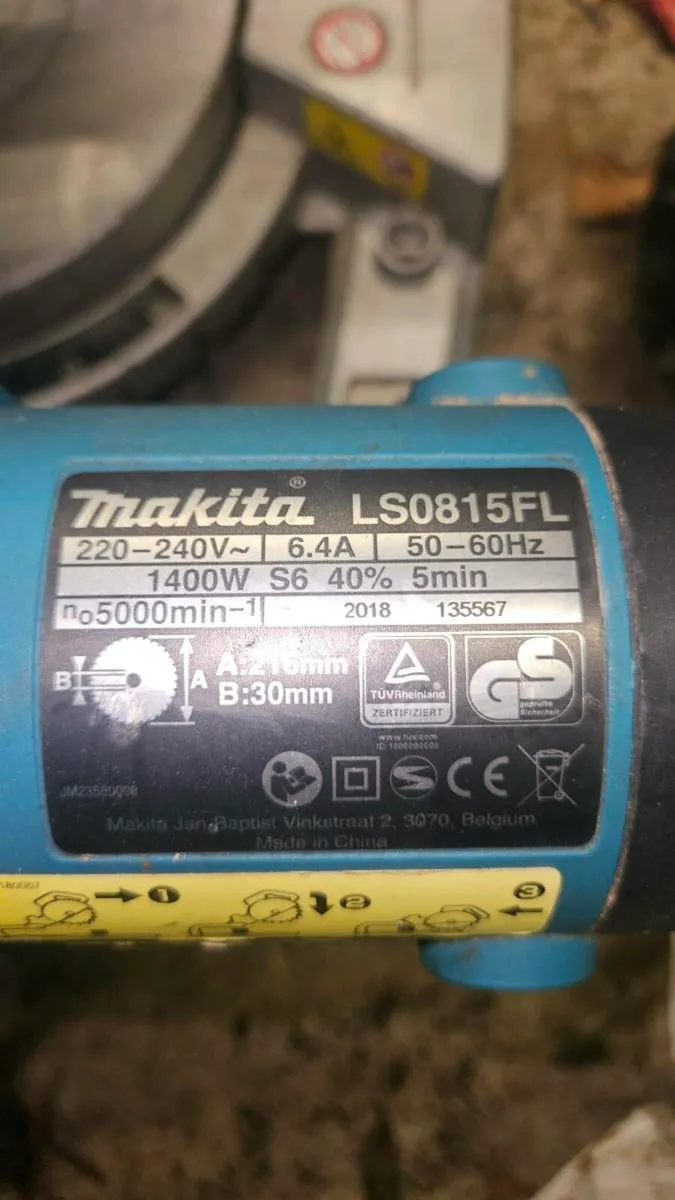 makita® LS0815FL
220-240V~ 6.4A 50-60Hz
1400W S6 40% 5min
n₀5000min⁻¹ 2018 135567
B A A:216mm
B:30mm
TÜVRheinland®
ZERTIFIZIERT
GS
geprüfte
Sicherheit
www.tuv.com
ID 1000000000
CE
JM23580008
Makita Jan-Baptist Vinkstraat 2, 3070, Belgium
Made in China
1 2 3